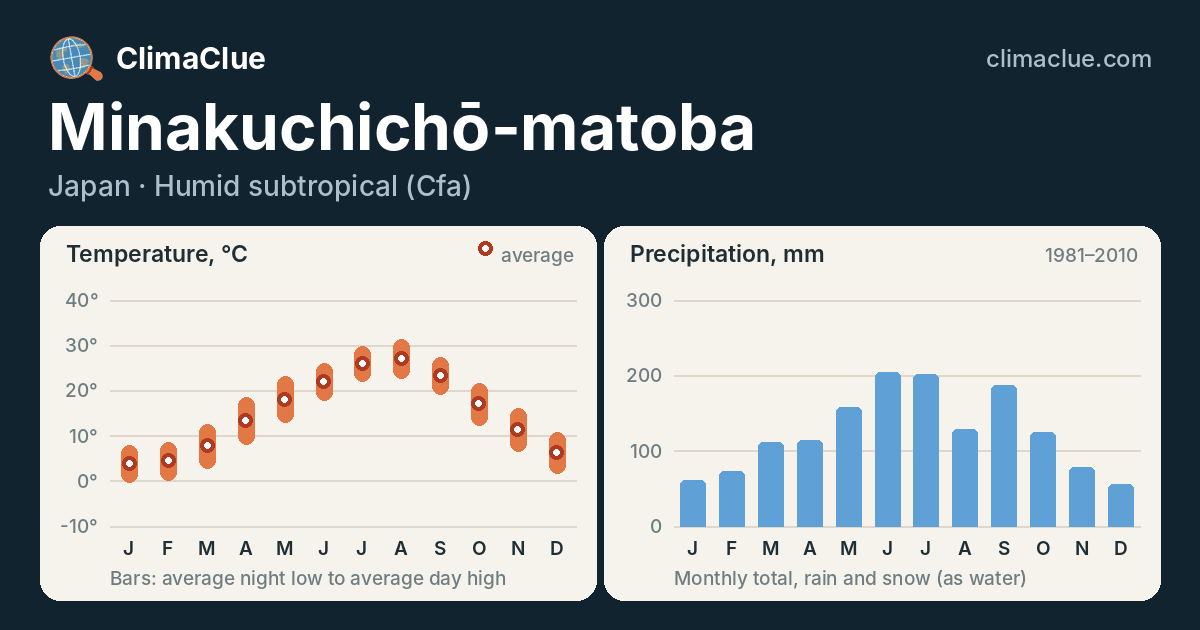 ClimaClue
climaclue.com
Minakuchichō-matoba
Japan · Humid subtropical (Cfa)
Temperature, °C
average
40°
30°
20°
10°
0°
-10°
J F M A M J J A S O N D
Bars: average night low to average day high
Precipitation, mm
1981–2010
300
200
100
0
J F M A M J J A S O N D
Monthly total, rain and snow (as water)